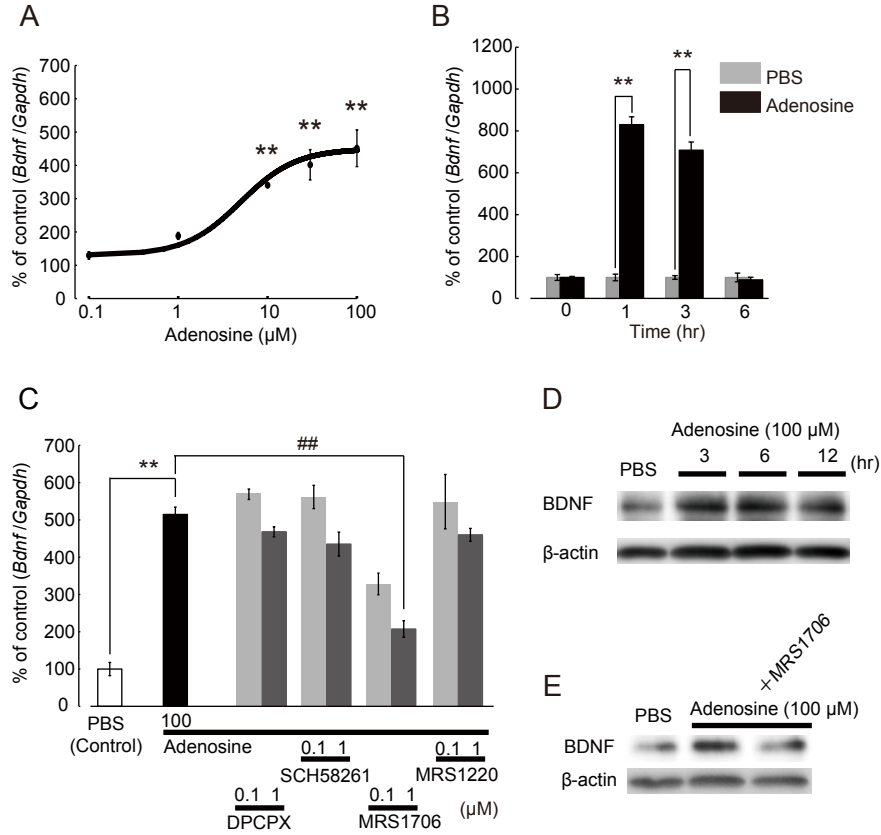 A
% of control (Bdnf /Gapdh)
700
600
500
400
300
200
100
0
**
**
**
0.1 1 10 100
Adenosine (μM)
B
% of control (Bdnf /Gapdh)
1200
1000
800
600
400
200
0
**
**
PBS
Adenosine
0 1 3 6
Time (hr)
C
% of control (Bdnf /Gapdh)
700
600
500
400
300
200
100
0
**
##
PBS
(Control)
100
Adenosine
0.1 1
SCH58261
0.1 1
MRS1220
0.1 1
DPCPX
0.1 1
MRS1706
(μM)
D
Adenosine (100 μM)
PBS 3 6 12 (hr)
BDNF
β-actin
E
+MRS1706
PBS Adenosine (100 μM)
BDNF
β-actin